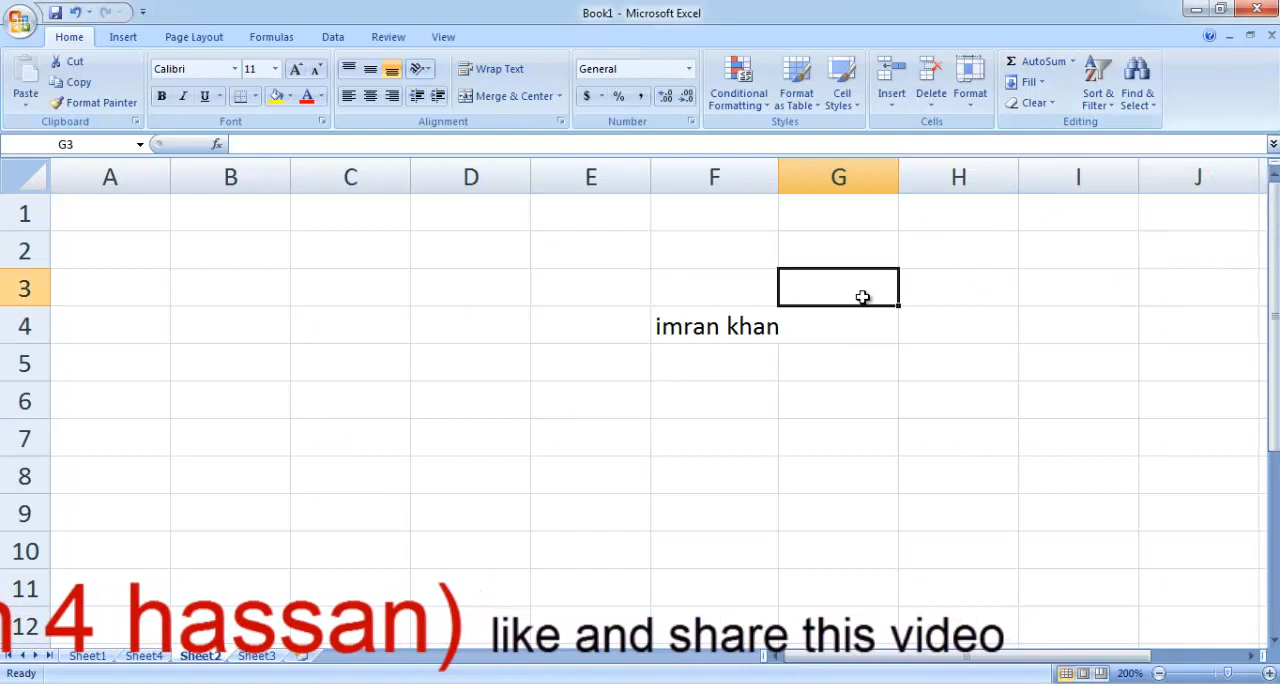 Book1 - Microsoft Excel
Home Insert Page Layout Formulas Data Review View
Paste
Cut
Copy
Format Painter
Clipboard
Calibri 11
B I U
Font
Wrap Text
Merge & Center
Alignment
General
$ % ,
Number
Conditional Formatting
Format as Table
Cell Styles
Styles
Insert Delete Format
Cells
Σ AutoSum
Fill
Clear
Sort & Filter
Find & Select
Editing
G3 fx
A B C D E F G H I J
1
2
3
4 imran khan
5
6
7
8
9
10
11
12
4 hassan) like and share this video
Sheet1 Sheet4 Sheet2 Sheet3
Ready 200%